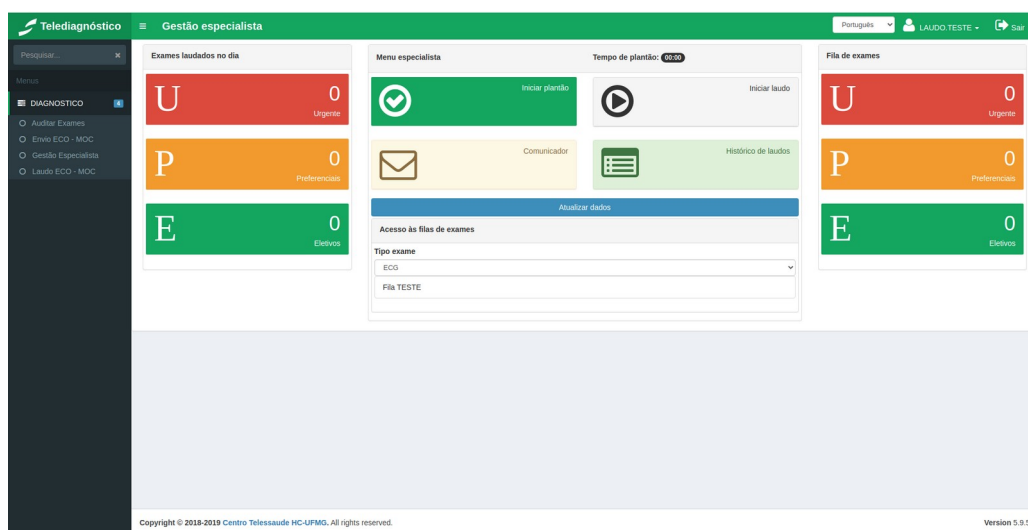 Telediagnóstico
Gestão especialista
Português
LAUDO.TESTE
Sair
Pesquisar...
Menus
DIAGNOSTICO 4
Auditar Exames
Envio ECO - MOC
Gestão Especialista
Laudo ECO - MOC
Exames laudados no dia
U 0
Urgente
P 0
Preferenciais
E 0
Eletivos
Menu especialista
Tempo de plantão: 00:00
Iniciar plantão
Iniciar laudo
Comunicador
Histórico de laudos
Atualizar dados
Acesso às filas de exames
Tipo exame
ECG
Fila TESTE
Fila de exames
U 0
Urgente
P 0
Preferenciais
E 0
Eletivos
Copyright © 2018-2019 Centro Telessaude HC-UFMG. All rights reserved.
Version 5.9.